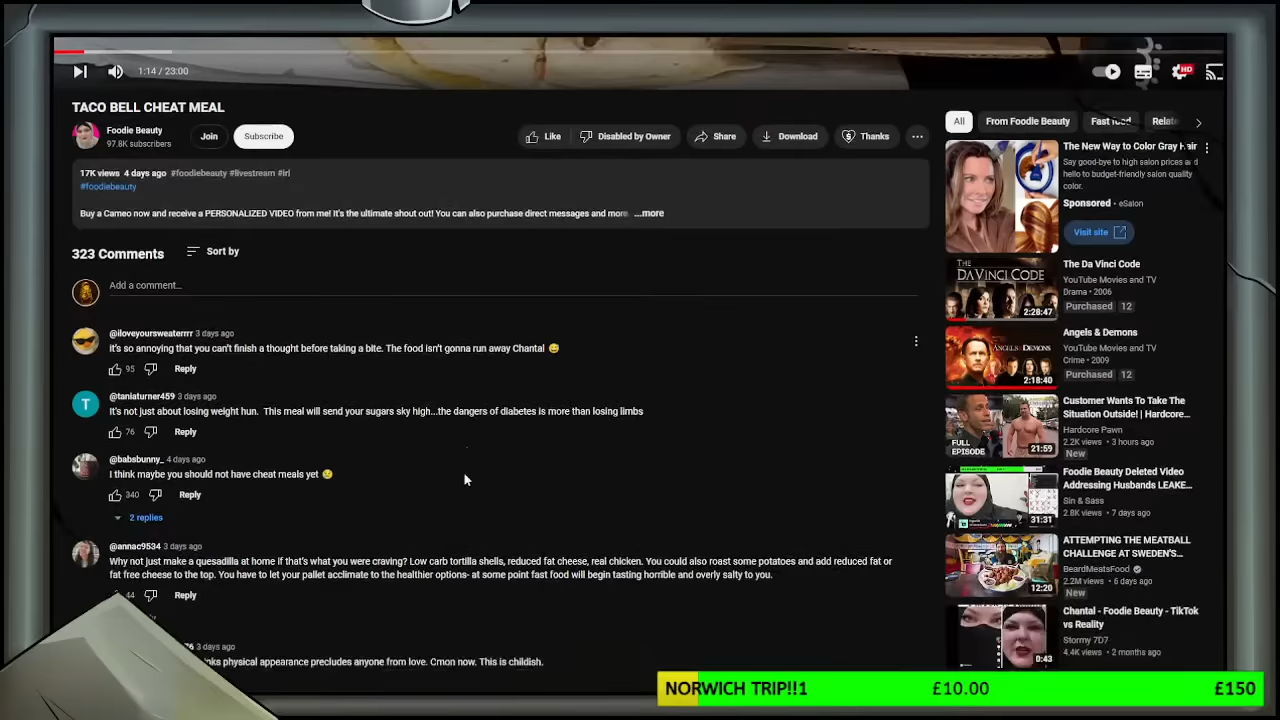 1:14 / 23:00
HD
TACO BELL CHEAT MEAL
Foodie Beauty
97.8K subscribers
Join
Subscribe
Like
Disabled by Owner
Share
Download
Thanks
17K views 4 days ago #foodiebeauty #livestream #irl
#foodiebeauty
Buy a Cameo now and receive a PERSONALIZED VIDEO from me! It's the ultimate shout out! You can also purchase direct messages and more ...more
323 Comments
Sort by
Add a comment...
@iloveyoursweaterrrr 3 days ago
It's so annoying that you can't finish a thought before taking a bite. The food isn't gonna run away Chantal 😅
95
Reply
T
@taniaturner459 3 days ago
It's not just about losing weight hun. This meal will send your sugars sky high...the dangers of diabetes is more than losing limbs
76
Reply
@babsbunny_ 4 days ago
I think maybe you should not have cheat meals yet 😢
340
Reply
2 replies
@annac9534 3 days ago
Why not just make a quesadilla at home if that's what you were craving? Low carb tortilla shells, reduced fat cheese, real chicken. You could also roast some potatoes and add reduced fat or
fat free cheese to the top. You have to let your pallet acclimate to the healthier options- at some point fast food will begin tasting horrible and overly salty to you.
44
Reply
3 days ago
physical appearance precludes anyone from love. Cmon now. This is childish.
All
From Foodie Beauty
Fast food
The New Way to Color Gray Hair
Say good-bye to high salon prices and
hello to budget-friendly salon quality
color.
Sponsored • eSalon
Visit site
THE
DA VINCI CODE
2:28:47
The Da Vinci Code
YouTube Movies and TV
Drama • 2006
Purchased
12
ANGELS & DEMONS
2:18:40
Angels & Demons
YouTube Movies and TV
Crime • 2009
Purchased
12
FULL
EPISODE
21:59
Customer Wants To Take The
Situation Outside! | Hardcore...
Hardcore Pawn
2.2K views • 3 hours ago
New
31:31
Foodie Beauty Deleted Video
Addressing Husbands LEAKE...
Sin & Sass
2.8K views • 7 days ago
12:20
ATTEMPTING THE MEATBALL
CHALLENGE AT SWEDEN'S...
BeardMeatsFood
2.2M views • 6 days ago
New
0:43
Chantal - Foodie Beauty - TikTok
vs Reality
Stormy 7D7
4.4K views • 2 months ago
NORWICH TRIP!!1
£10.00
£150